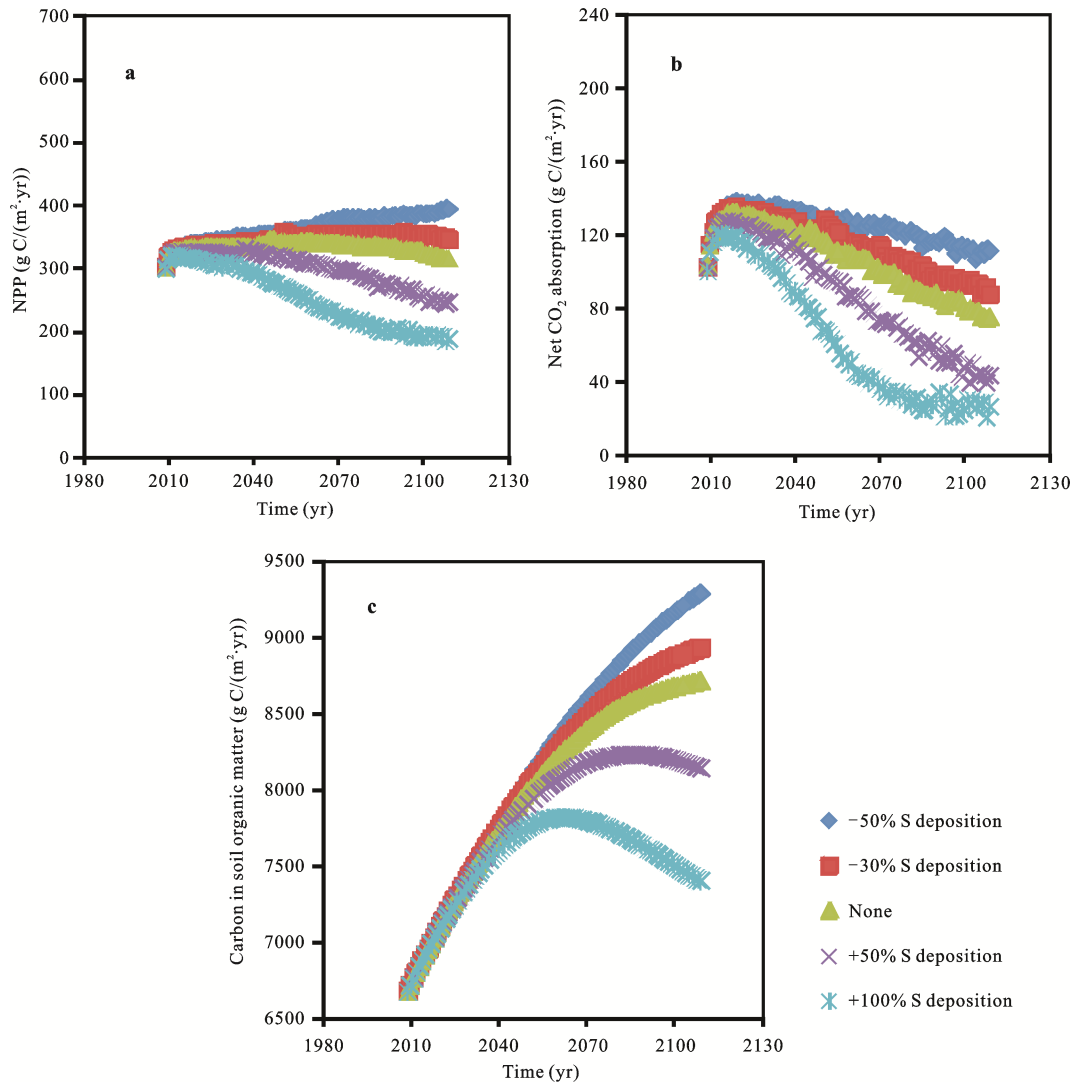 700
600
500
400
300
200
100
0
a
NPP (g C/(m²·yr))
1980 2010 2040 2070 2100 2130
Time (yr)
240
200
160
120
80
40
0
b
Net CO₂ absorption (g C/(m²·yr))
1980 2010 2040 2070 2100 2130
Time (yr)
9500
9000
8500
8000
7500
7000
6500
c
Carbon in soil organic matter (g C/(m²·yr))
1980 2010 2040 2070 2100 2130
Time (yr)
−50% S deposition
−30% S deposition
None
+50% S deposition
+100% S deposition